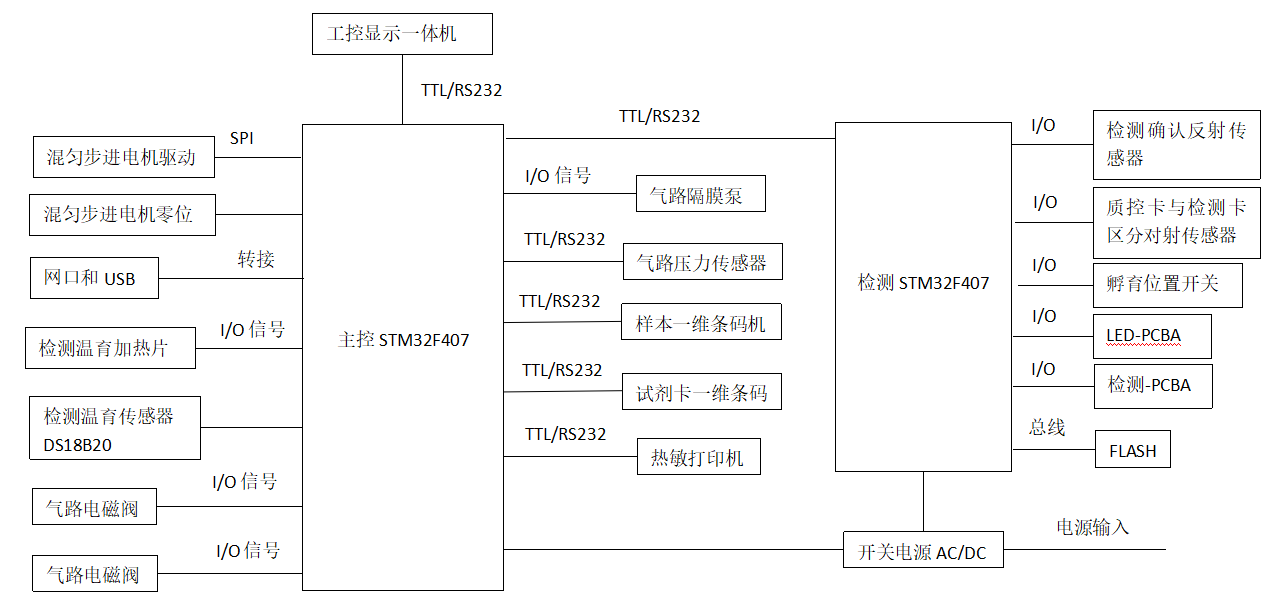 工控显示一体机
TTL/RS232
SPI
混匀步进电机驱动
混匀步进电机零位
转接
网口和 USB
I/O 信号
检测温育加热片
检测温育传感器
DS18B20
I/O 信号
气路电磁阀
I/O 信号
气路电磁阀
主控 STM32F407
TTL/RS232
I/O 信号
气路隔膜泵
TTL/RS232
气路压力传感器
TTL/RS232
样本一维条码机
TTL/RS232
试剂卡一维条码
TTL/RS232
热敏打印机
检测 STM32F407
I/O
检测确认反射传
感器
I/O
质控卡与检测卡
区分对射传感器
I/O
孵育位置开关
I/O
LED-PCBA
I/O
检测-PCBA
总线
FLASH
开关电源 AC/DC
电源输入